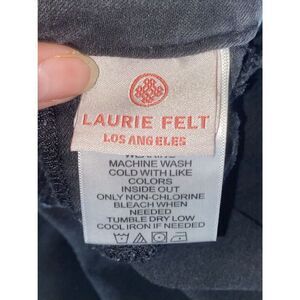 LAURIE FELT
LOS ANGELES
MACHINE WASH
COLD WITH LIKE
COLORS
INSIDE OUT
ONLY NON-CHLORINE
BLEACH WHEN
NEEDED
TUMBLE DRY LOW
COOL IRON IF NEEDED